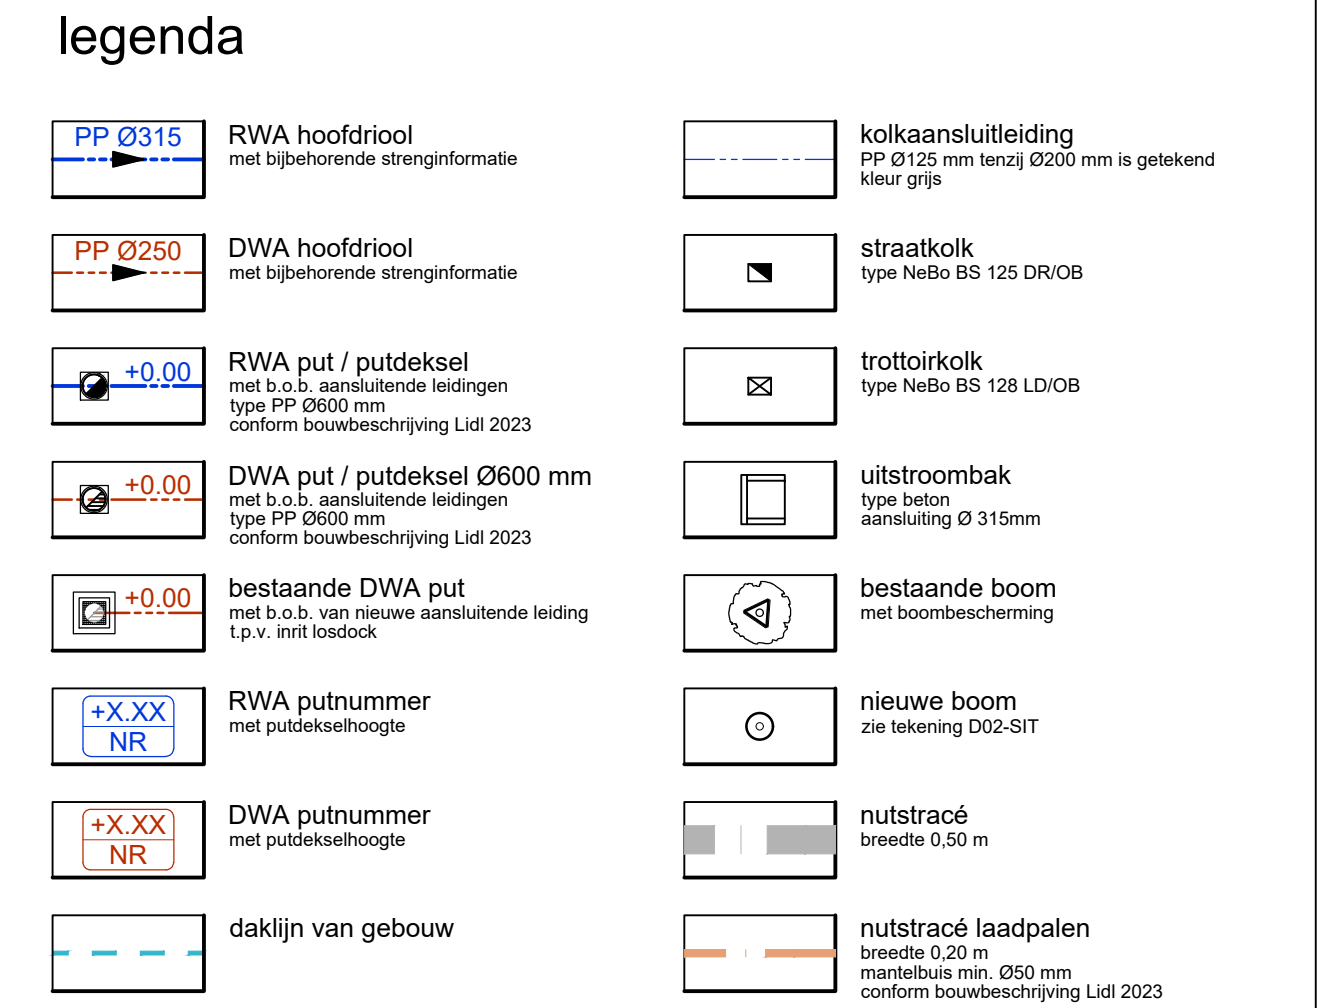 legenda
PP Ø315
RWA hoofdriool
met bijbehorende strenginformatie
PP Ø250
DWA hoofdriool
met bijbehorende strenginformatie
+0.00
RWA put / putdeksel
met b.o.b. aansluitende leidingen
type PP Ø600 mm
conform bouwbeschrijving Lidl 2023
+0.00
DWA put / putdeksel Ø600 mm
met b.o.b. aansluitende leidingen
type PP Ø600 mm
conform bouwbeschrijving Lidl 2023
+0.00
bestaande DWA put
met b.o.b. van nieuwe aansluitende leiding
t.p.v. inrit losdock
+X.XX
NR
RWA putnummer
met putdekselhoogte
+X.XX
NR
DWA putnummer
met putdekselhoogte
daklijn van gebouw
kolkaansluitleiding
PP Ø125 mm tenzij Ø200 mm is getekend
kleur grijs
straatkolk
type NeBo BS 125 DR/OB
trottoirkolk
type NeBo BS 128 LD/OB
uitstroombak
type beton
aansluiting Ø 315mm
bestaande boom
met boombescherming
nieuwe boom
zie tekening D02-SIT
nutstracé
breedte 0,50 m
nutstracé laadpalen
breedte 0,20 m
mantelbuis min. Ø50 mm
conform bouwbeschrijving Lidl 2023